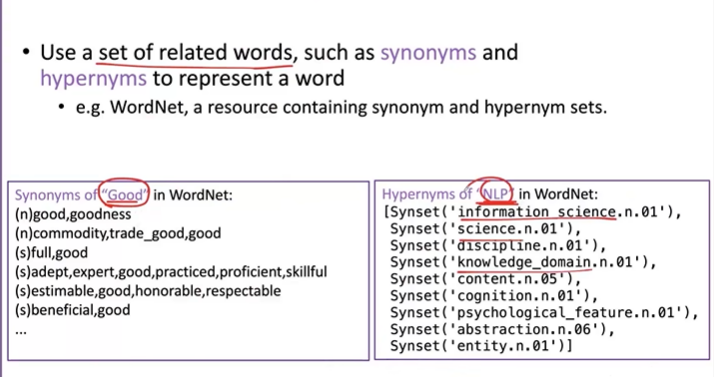 • Use a set of related words, such as synonyms and
hypernyms to represent a word
• e.g. WordNet, a resource containing synonym and hypernym sets.
Synonyms of “Good” in WordNet:
(n)good,goodness
(n)commodity,trade_good,good
(s)full,good
(s)adept,expert,good,practiced,proficient,skillful
(s)estimable,good,honorable,respectable
(s)beneficial,good
...
Hypernyms of “NLP” in WordNet:
[Synset('information_science.n.01'),
Synset('science.n.01'),
Synset('discipline.n.01'),
Synset('knowledge_domain.n.01'),
Synset('content.n.05'),
Synset('cognition.n.01'),
Synset('psychological_feature.n.01'),
Synset('abstraction.n.06'),
Synset('entity.n.01')]